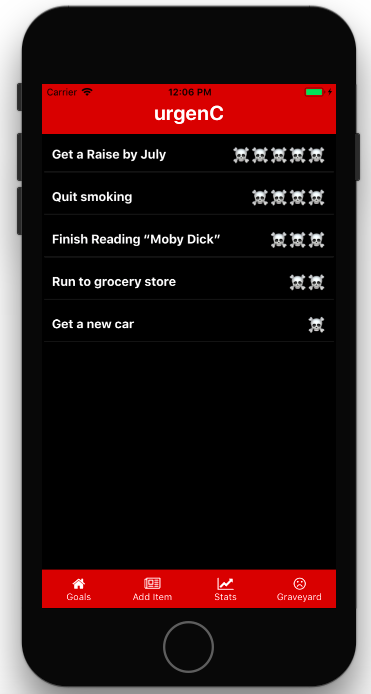 Carrier 12:06 PM
urgenC
Get a Raise by July ☠️☠️☠️☠️☠️
Quit smoking ☠️☠️☠️☠️
Finish Reading “Moby Dick” ☠️☠️☠️
Run to grocery store ☠️☠️
Get a new car ☠️
Goals Add Item Stats Graveyard